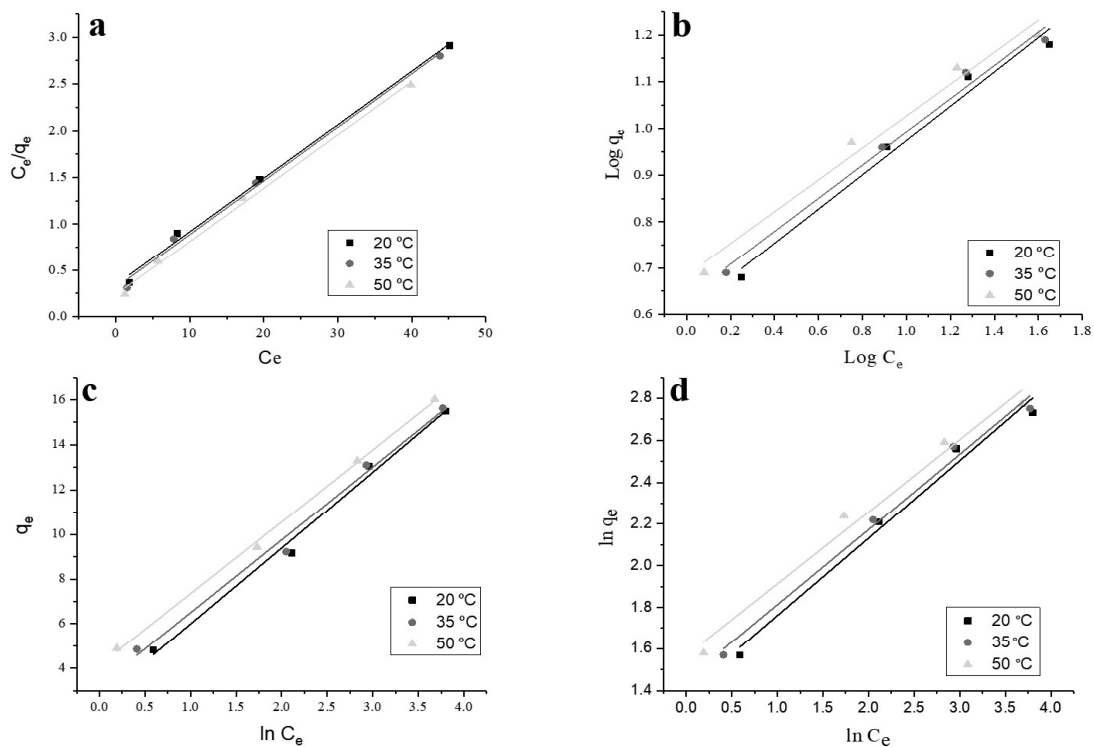 a
3.0
2.5
2.0
1.5
1.0
0.5
0.0
0
10
20
30
40
50
Ce/qe
Ce
20 ºC
35 ºC
50 ºC
b
1.2
1.1
1.0
0.9
0.8
0.7
0.6
0.0
0.2
0.4
0.6
0.8
1.0
1.2
1.4
1.6
1.8
Log qe
Log Ce
20 ºC
35 ºC
50 ºC
c
16
14
12
10
8
6
4
0.0
0.5
1.0
1.5
2.0
2.5
3.0
3.5
4.0
qe
ln Ce
20 ºC
35 ºC
50 ºC
d
2.8
2.6
2.4
2.2
2.0
1.8
1.6
1.4
0.0
0.5
1.0
1.5
2.0
2.5
3.0
3.5
4.0
ln qe
ln Ce
20 ºC
35 ºC
50 ºC